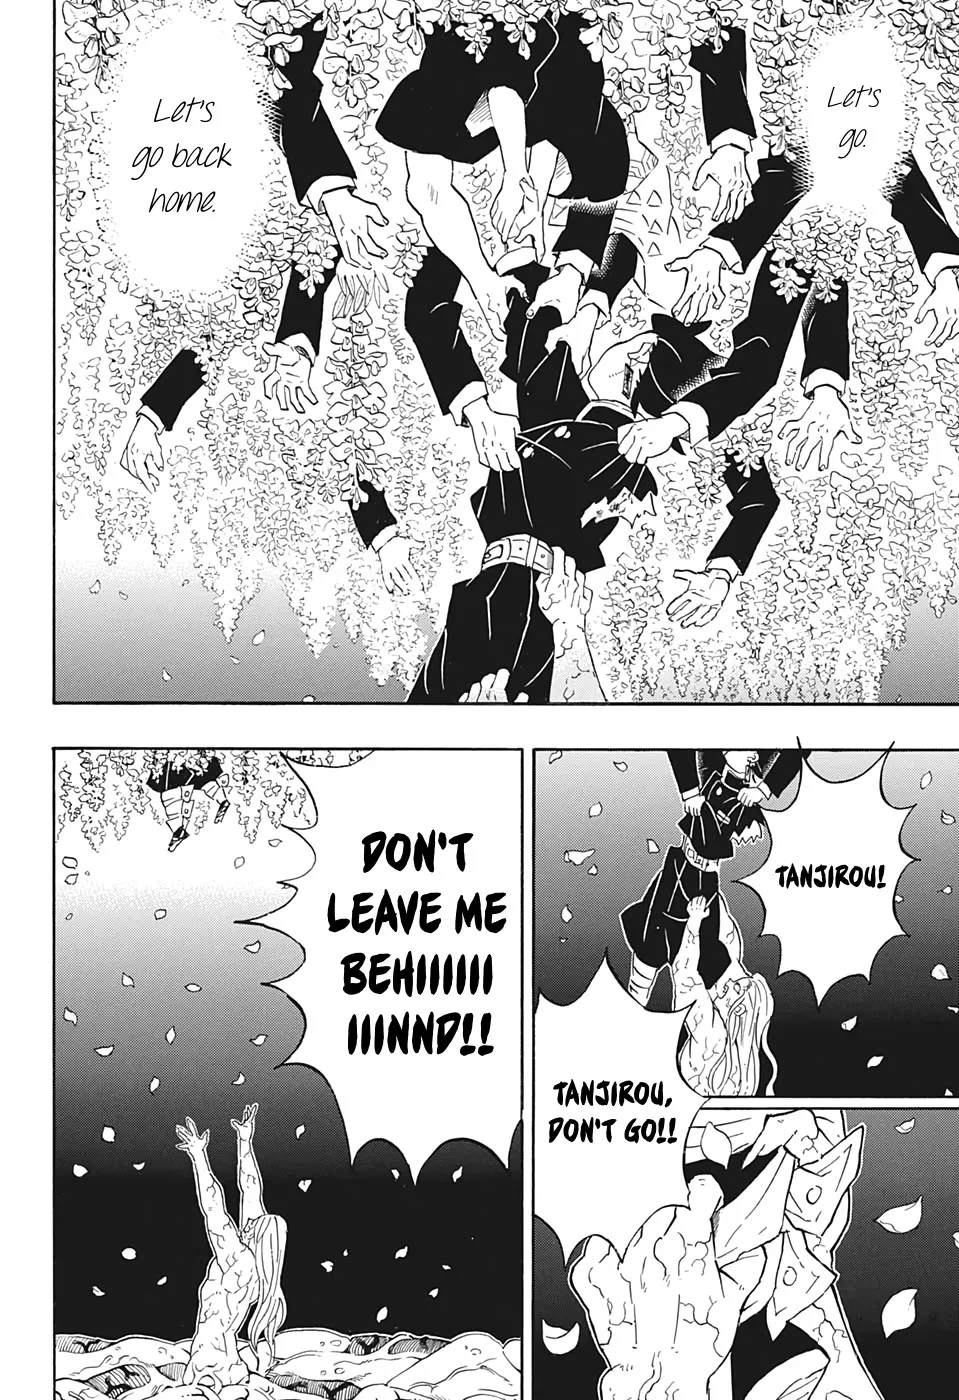 Let's
go.
Let's
go back
home.
TANJIROU!
TANJIROU,
DON'T GO!!
DON'T
LEAVE ME
BEHIIIIII
IIINND!!